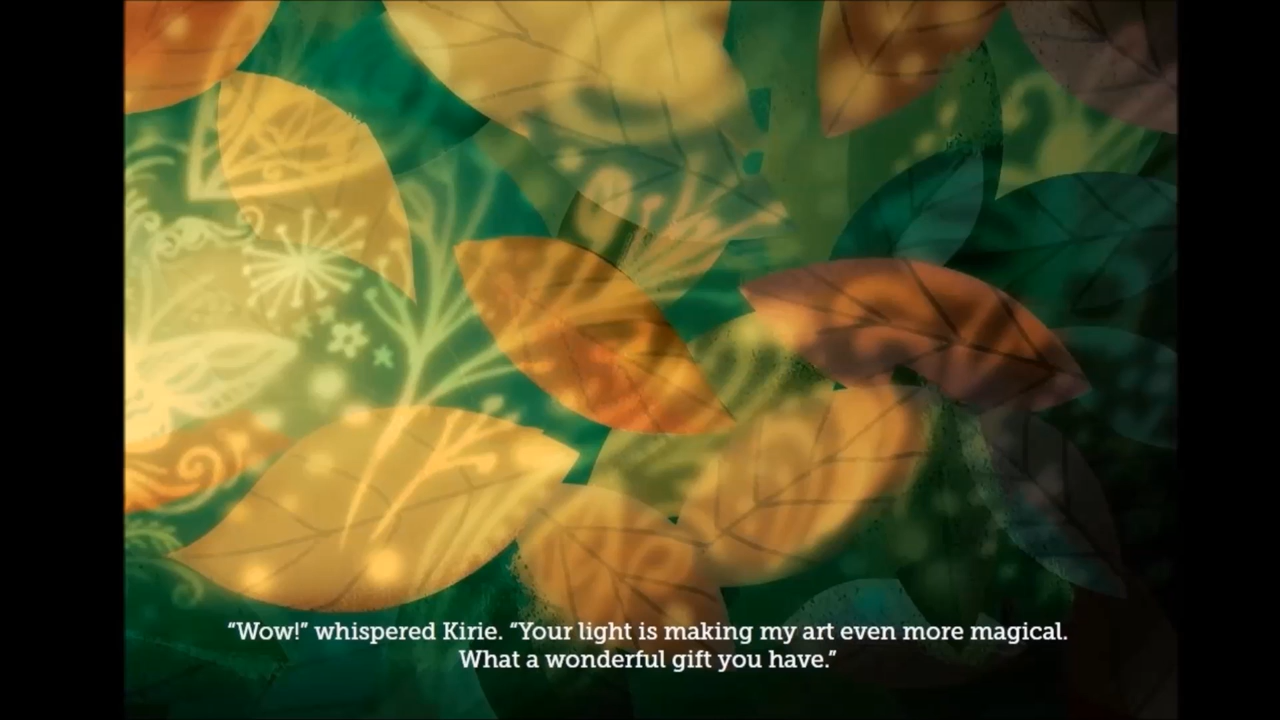 “Wow!” whispered Kirie. “Your light is making my art even more magical.
What a wonderful gift you have.”